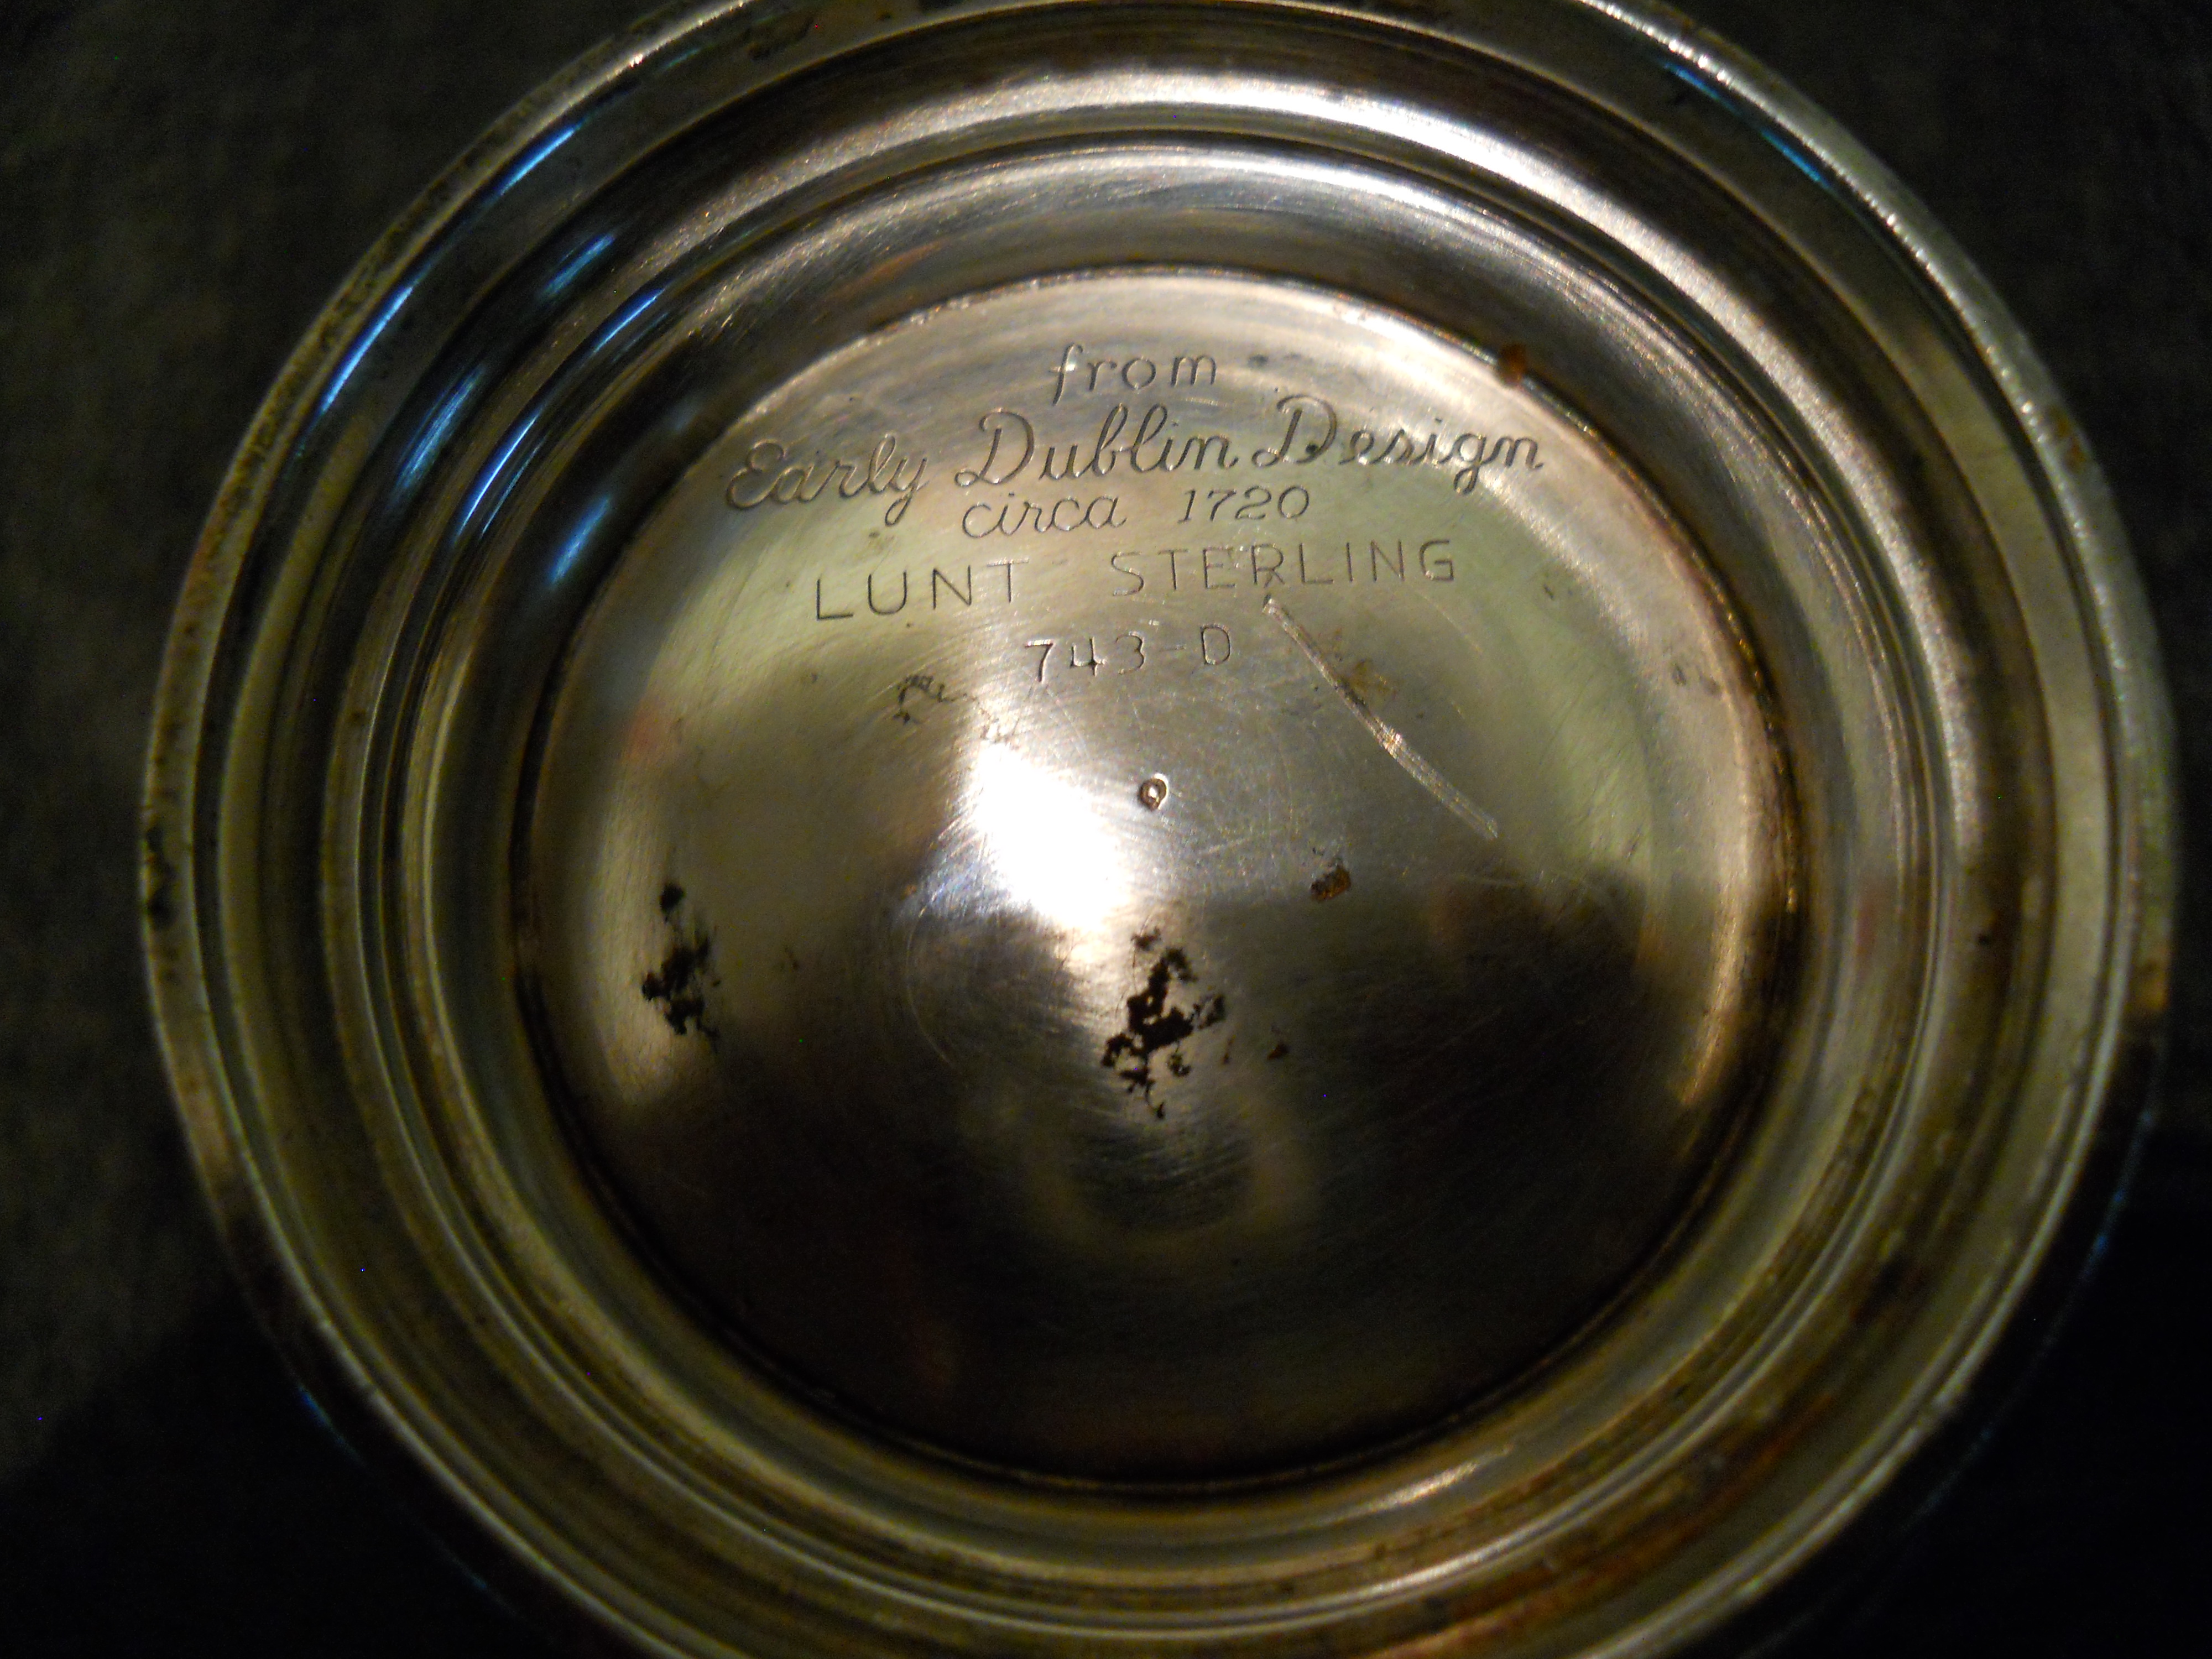 from
Early Dublin Design
circa 1720
LUNT STERLING
743-D